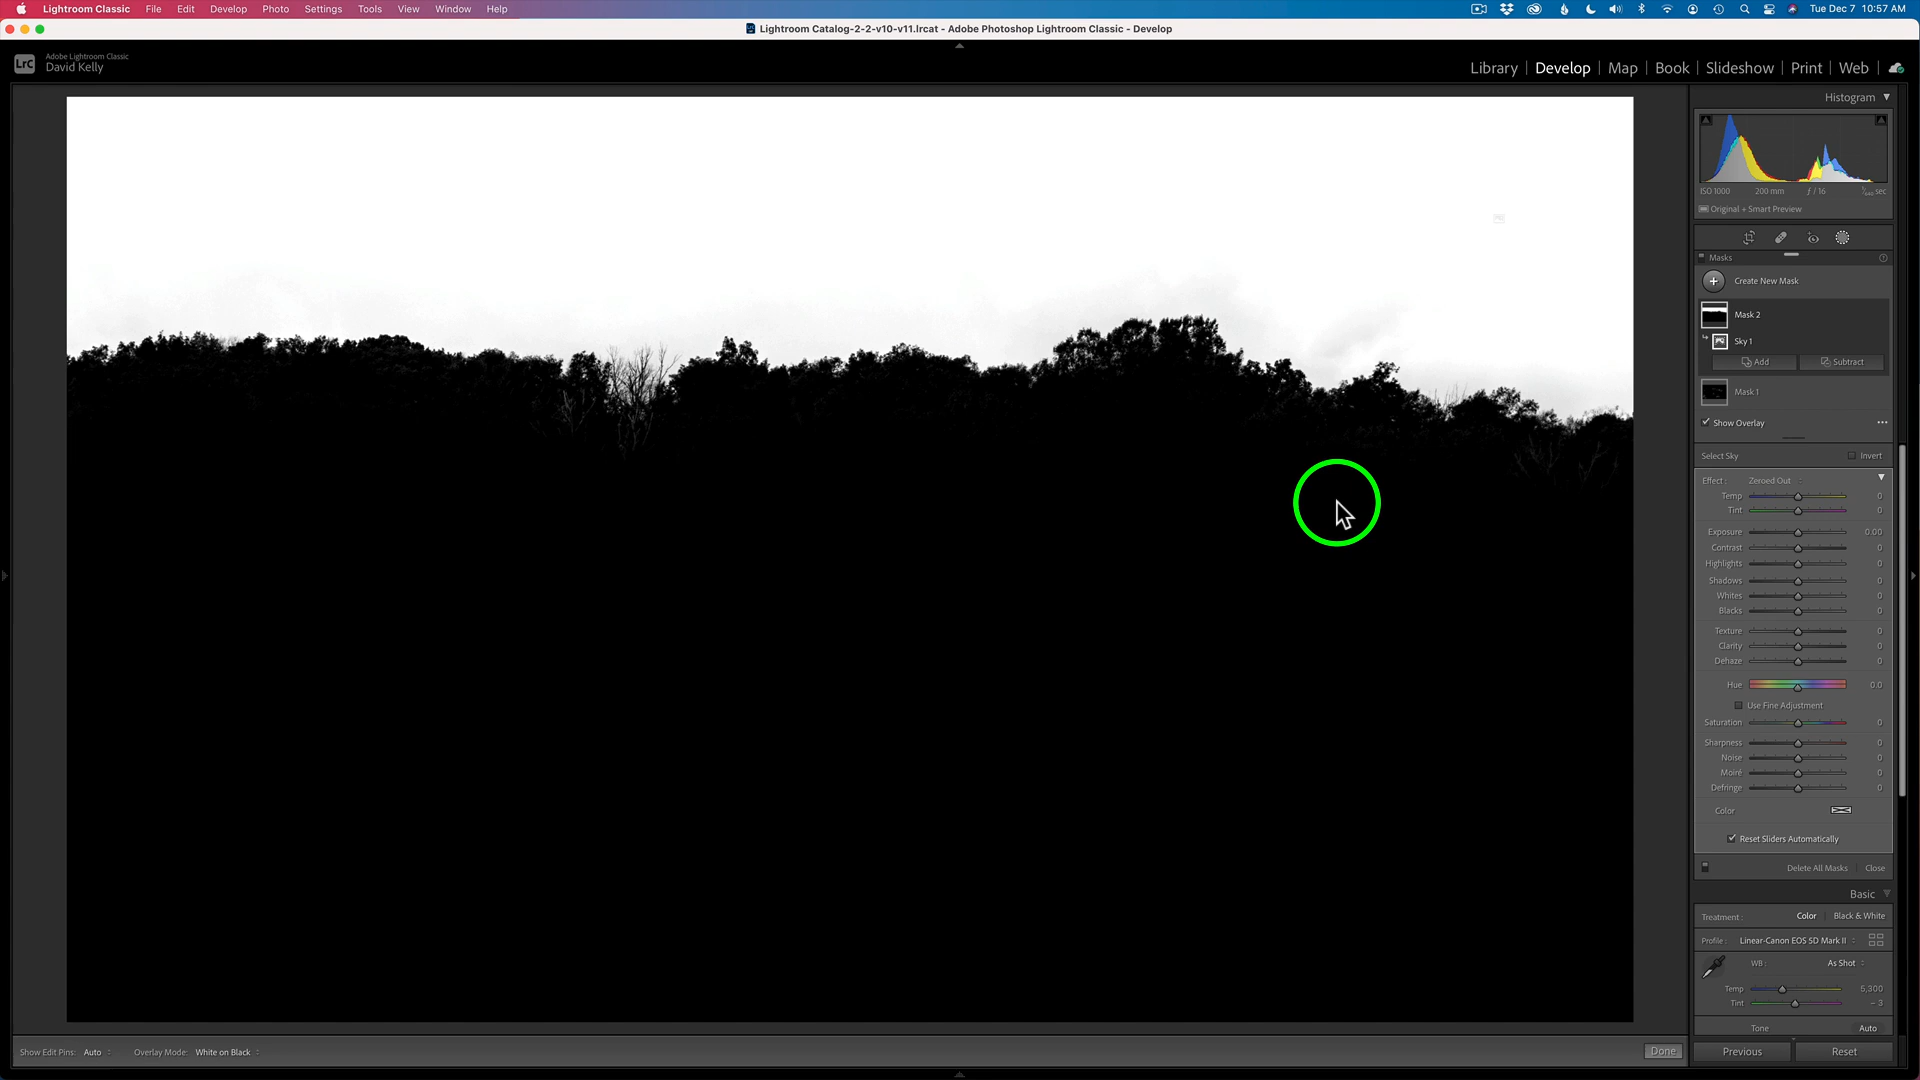 Lightroom Classic File Edit Develop Photo Settings Tools View Window Help Tue Dec 7 10:57 AM
Lightroom Catalog-2-2-v10-v11.lrcat - Adobe Photoshop Lightroom Classic - Develop
LrC
Adobe Lightroom Classic
David Kelly
Library | Develop | Map | Book | Slideshow | Print | Web
Histogram
ISO 1000 200 mm ƒ / 16 sec
Original + Smart Preview
Masks
Create New Mask
Mask 2
Sky 1
Add Subtract
Mask 1
Show Overlay
Select Sky Invert
Effect : Zeroed Out
Temp 0
Tint 0
Exposure 0.00
Contrast 0
Highlights 0
Shadows 0
Whites 0
Blacks 0
Texture 0
Clarity 0
Dehaze 0
Hue 0.0
Use Fine Adjustment
Saturation 0
Sharpness 0
Noise 0
Moiré 0
Defringe 0
Color
Reset Sliders Automatically
Delete All Masks Close
Basic
Treatment : Color Black & White
Profile : Linear-Canon EOS 5D Mark II
WB : As Shot
Temp 5,300
Tint – 3
Tone Auto
Show Edit Pins: Auto Overlay Mode: White on Black Done
Previous Reset